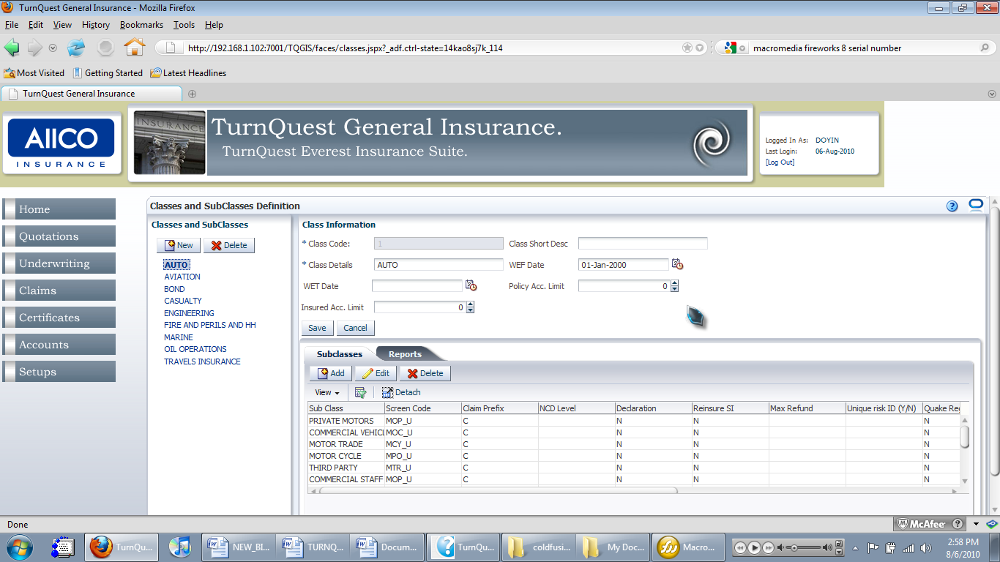 TurnQuest General Insurance - Mozilla Firefox
File Edit View History Bookmarks Tools Help
http://192.168.1.102:7001/TQGIS/faces/classes.jspx?_adf.ctrl-state=14kao8sj7k_114
macromedia fireworks 8 serial number
Most Visited Getting Started Latest Headlines
TurnQuest General Insurance
AIICO
INSURANCE
INSURANCE
TurnQuest General Insurance.
TurnQuest Everest Insurance Suite.
Logged In As: DOYIN
Last Login: 06-Aug-2010
[Log Out]
Home
Quotations
Underwriting
Claims
Certificates
Accounts
Setups
Classes and SubClasses Definition
Classes and SubClasses
New Delete
AUTO
AVIATION
BOND
CASUALTY
ENGINEERING
FIRE AND PERILS AND HH
MARINE
OIL OPERATIONS
TRAVELS INSURANCE
Class Information
* Class Code: 1 Class Short Desc
* Class Details AUTO WEF Date 01-Jan-2000
WET Date Policy Acc. Limit 0
Insured Acc. Limit 0
Save Cancel
Subclasses Reports
Add Edit Delete
View Detach
Sub Class Screen Code Claim Prefix NCD Level Declaration Reinsure SI Max Refund Unique risk ID (Y/N) Quake Reg
PRIVATE MOTORS MOP_U C N N N
COMMERCIAL VEHICL MOC_U C N N N
MOTOR TRADE MCY_U C N N N
MOTOR CYCLE MPO_U C N N N
THIRD PARTY MTR_U C N N N
COMMERCIAL STAFF MOP_U C N N N
Done
McAfee
TurnQu... NEW_BI... TURNQ... Docum... TurnQu... coldfusi... My Doc... Macro...
2:58 PM
8/6/2010